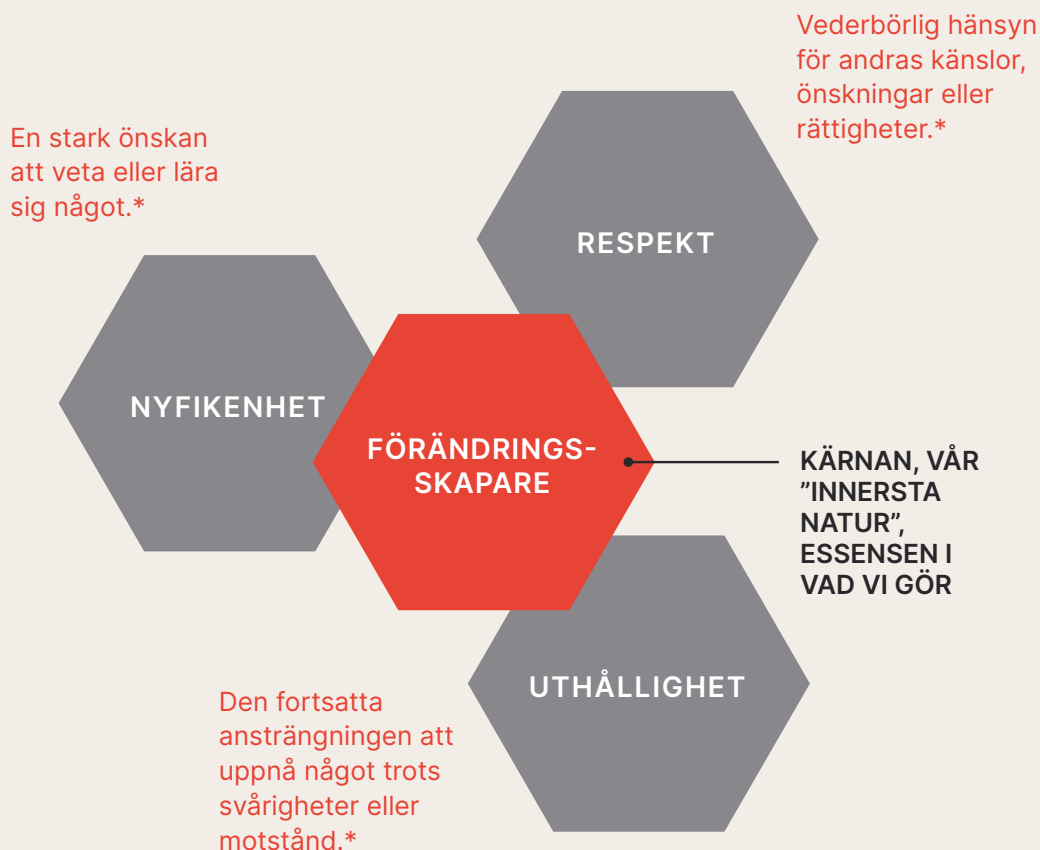 Vederbörlig hänsyn
för andras känslor,
önskningar eller
rättigheter.*
En stark önskan
att veta eller lära
sig något.*
RESPEKT
NYFIKENHET
FÖRÄNDRINGS-
SKAPARE
KÄRNAN, VÅR
”INNERSTA
NATUR”,
ESSENSEN I
VAD VI GÖR
UTHÅLLIGHET
Den fortsatta
ansträngningen att
uppnå något trots
svårigheter eller
motstånd.*